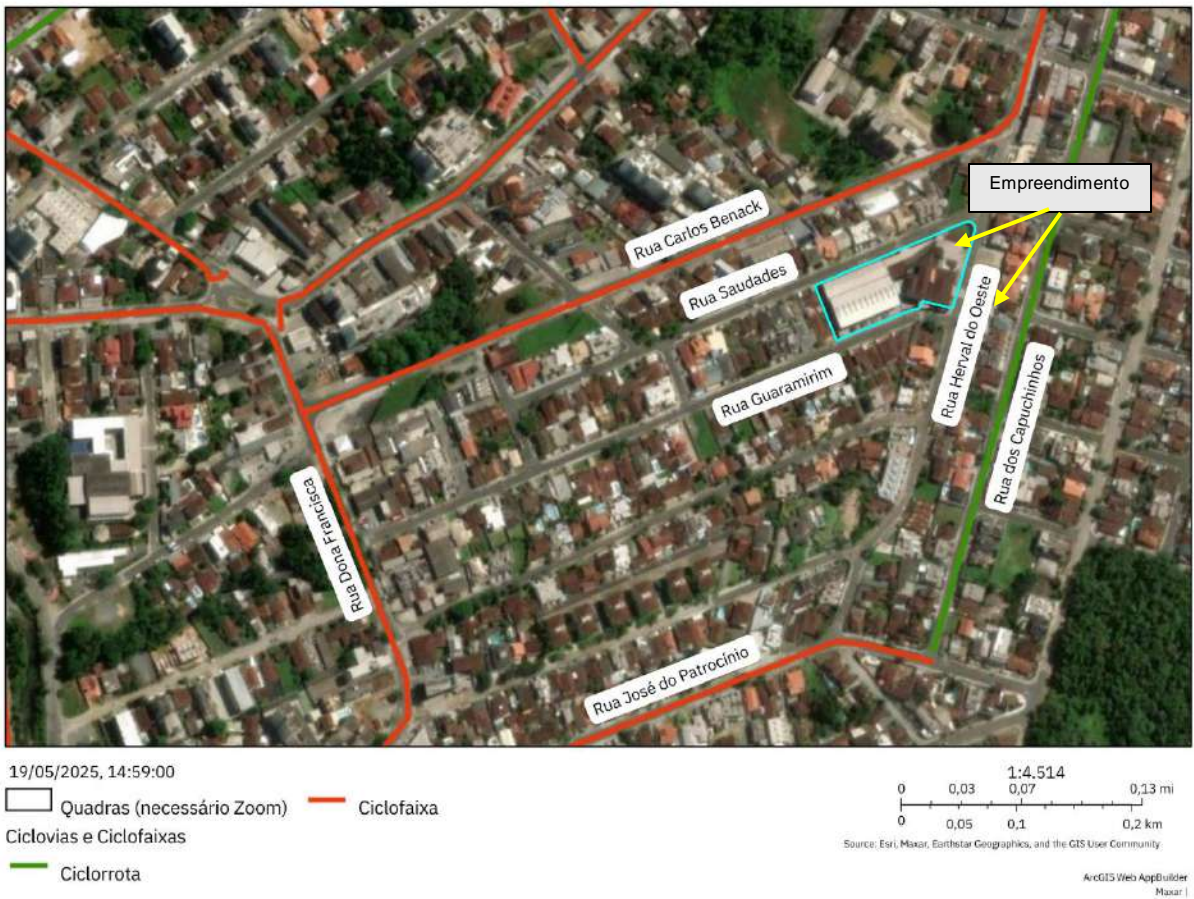 Empreendimento
Rua Carlos Benack
Rua Saudades
Rua Herval do Oeste
Rua Guaramirim
Rua dos Capuchinhos
Rua Dona Francisca
Rua José do Patrocínio
19/05/2025, 14:59:00
Quadras (necessário Zoom)
Ciclofaixa
Ciclovias e Ciclofaixas
Ciclorrota
1:4.514
0 0,03 0,07 0,13 mi
0 0,05 0,1 0,2 km
Source: Esri, Maxar, Earthstar Geographics, and the GIS User Community
ArcGIS Web AppBuilder
Maxar |